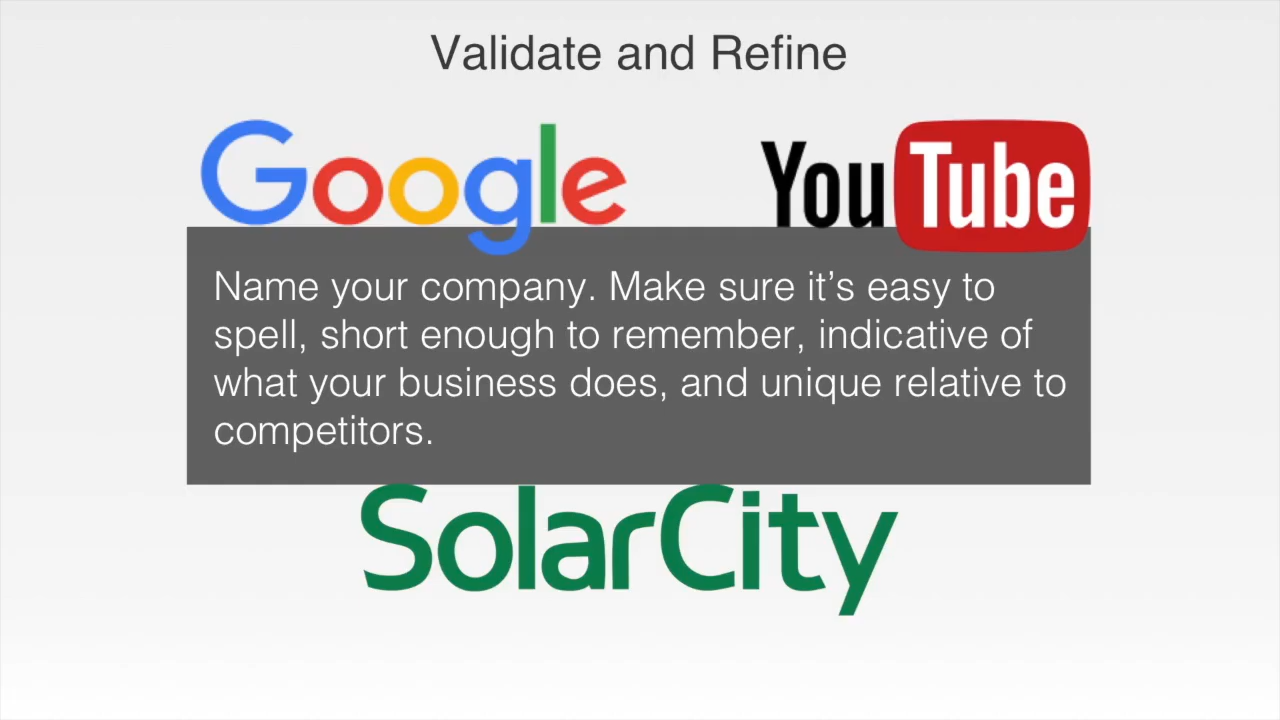 Validate and Refine
Google
YouTube
Name your company. Make sure it’s easy to
spell, short enough to remember, indicative of
what your business does, and unique relative to
competitors.
SolarCity